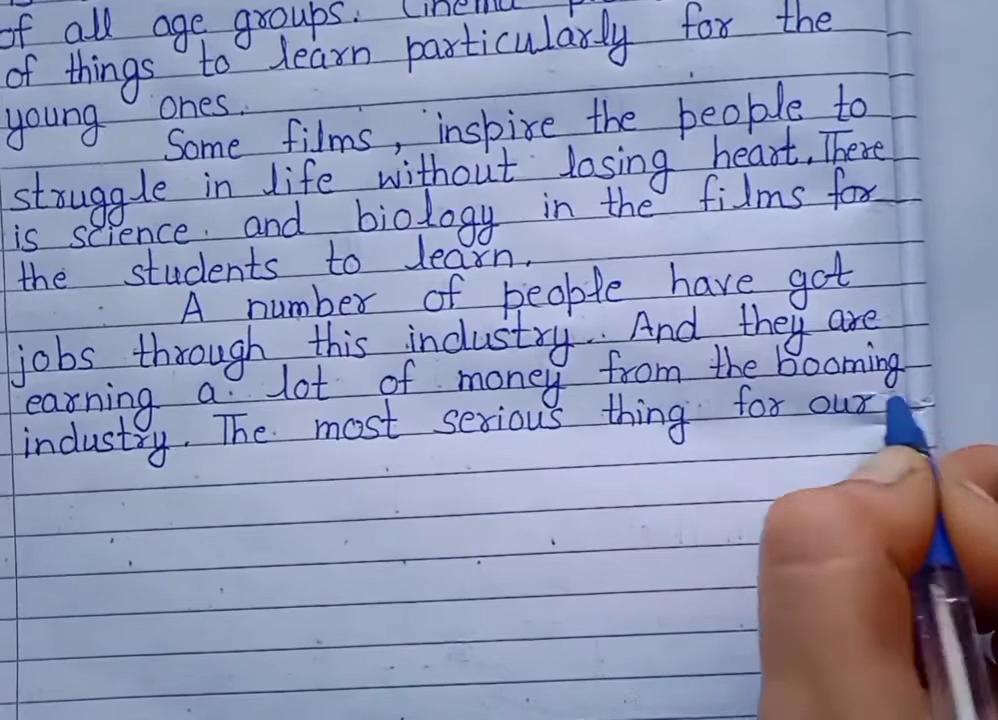 of all age groups. Cinema
of things to learn particularly for the
young ones.
Some films, inspire the people to
struggle in life without losing heart. There
is science. and biology in the films for
the students to learn.
A number of people have got
jobs through this industry. And they are
earning a lot of money from the booming
industry. The most serious thing for our